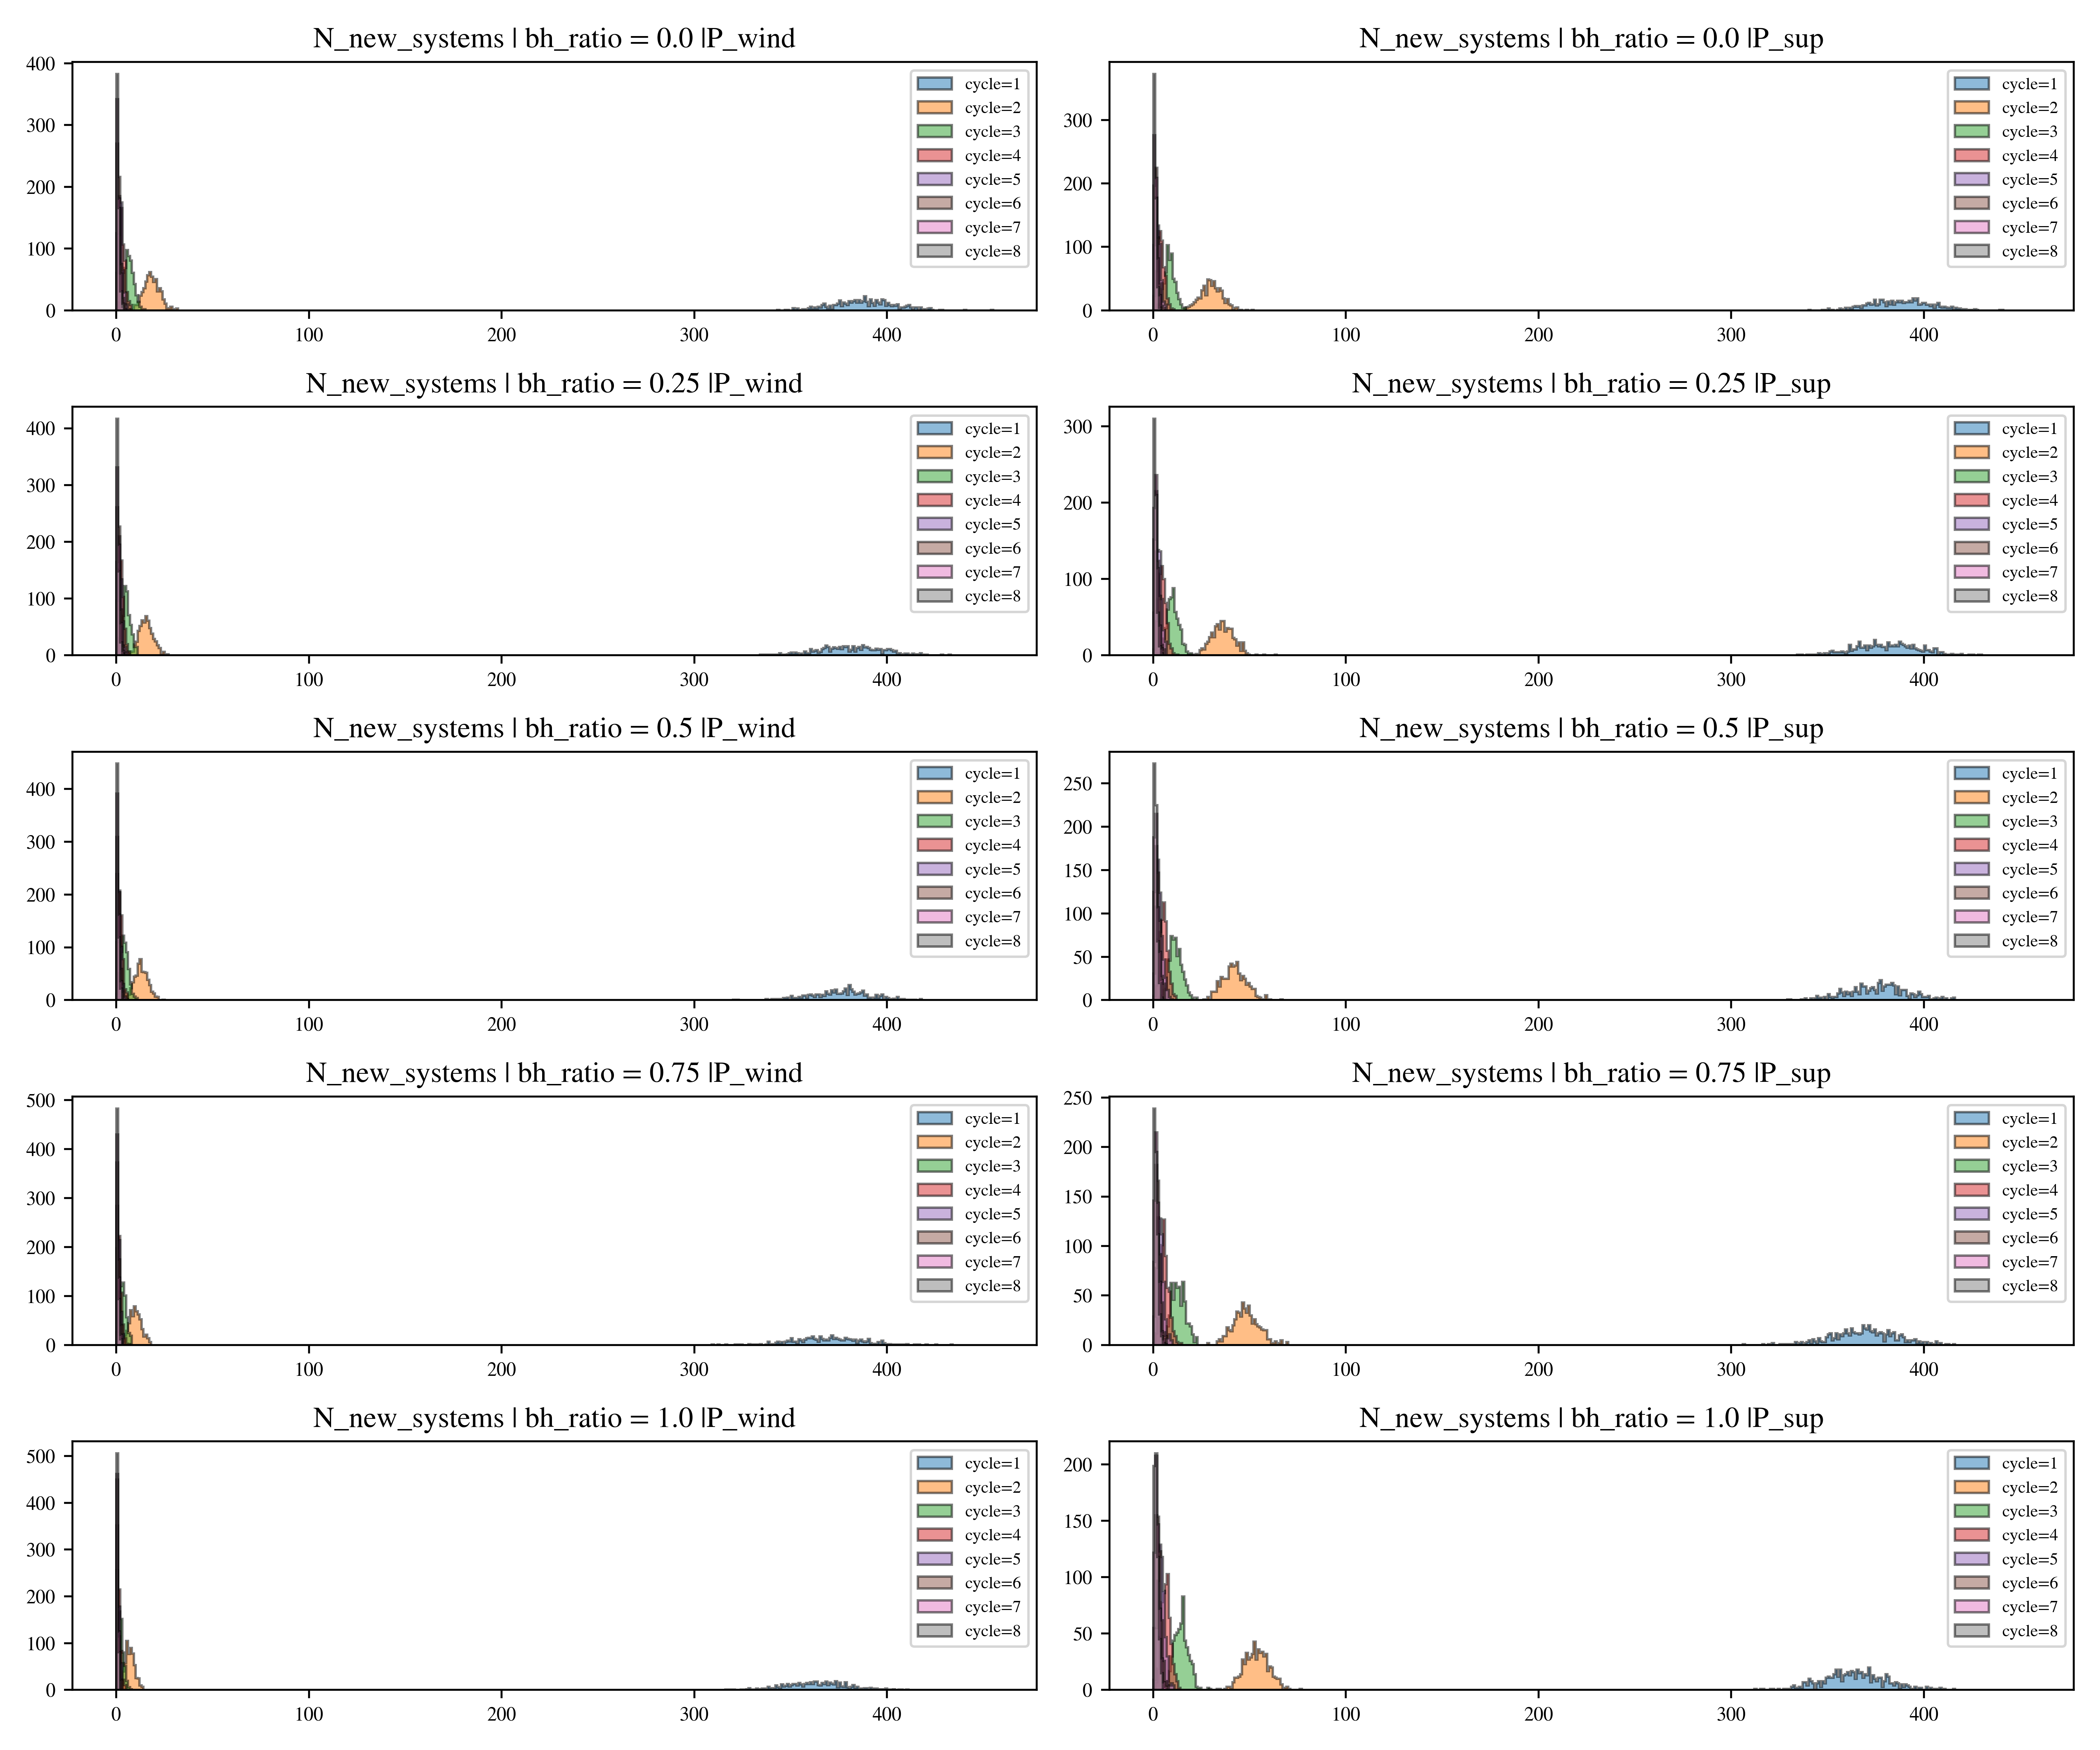 N_new_systems | bh_ratio = 0.0 |P_wind
400
300
200
100
0
0 100 200 300 400
cycle=1
cycle=2
cycle=3
cycle=4
cycle=5
cycle=6
cycle=7
cycle=8
N_new_systems | bh_ratio = 0.0 |P_sup
300
200
100
0
0 100 200 300 400
cycle=1
cycle=2
cycle=3
cycle=4
cycle=5
cycle=6
cycle=7
cycle=8
N_new_systems | bh_ratio = 0.25 |P_wind
400
300
200
100
0
0 100 200 300 400
cycle=1
cycle=2
cycle=3
cycle=4
cycle=5
cycle=6
cycle=7
cycle=8
N_new_systems | bh_ratio = 0.25 |P_sup
300
200
100
0
0 100 200 300 400
cycle=1
cycle=2
cycle=3
cycle=4
cycle=5
cycle=6
cycle=7
cycle=8
N_new_systems | bh_ratio = 0.5 |P_wind
400
300
200
100
0
0 100 200 300 400
cycle=1
cycle=2
cycle=3
cycle=4
cycle=5
cycle=6
cycle=7
cycle=8
N_new_systems | bh_ratio = 0.5 |P_sup
250
200
150
100
50
0
0 100 200 300 400
cycle=1
cycle=2
cycle=3
cycle=4
cycle=5
cycle=6
cycle=7
cycle=8
N_new_systems | bh_ratio = 0.75 |P_wind
500
400
300
200
100
0
0 100 200 300 400
cycle=1
cycle=2
cycle=3
cycle=4
cycle=5
cycle=6
cycle=7
cycle=8
N_new_systems | bh_ratio = 0.75 |P_sup
250
200
150
100
50
0
0 100 200 300 400
cycle=1
cycle=2
cycle=3
cycle=4
cycle=5
cycle=6
cycle=7
cycle=8
N_new_systems | bh_ratio = 1.0 |P_wind
500
400
300
200
100
0
0 100 200 300 400
cycle=1
cycle=2
cycle=3
cycle=4
cycle=5
cycle=6
cycle=7
cycle=8
N_new_systems | bh_ratio = 1.0 |P_sup
200
150
100
50
0
0 100 200 300 400
cycle=1
cycle=2
cycle=3
cycle=4
cycle=5
cycle=6
cycle=7
cycle=8